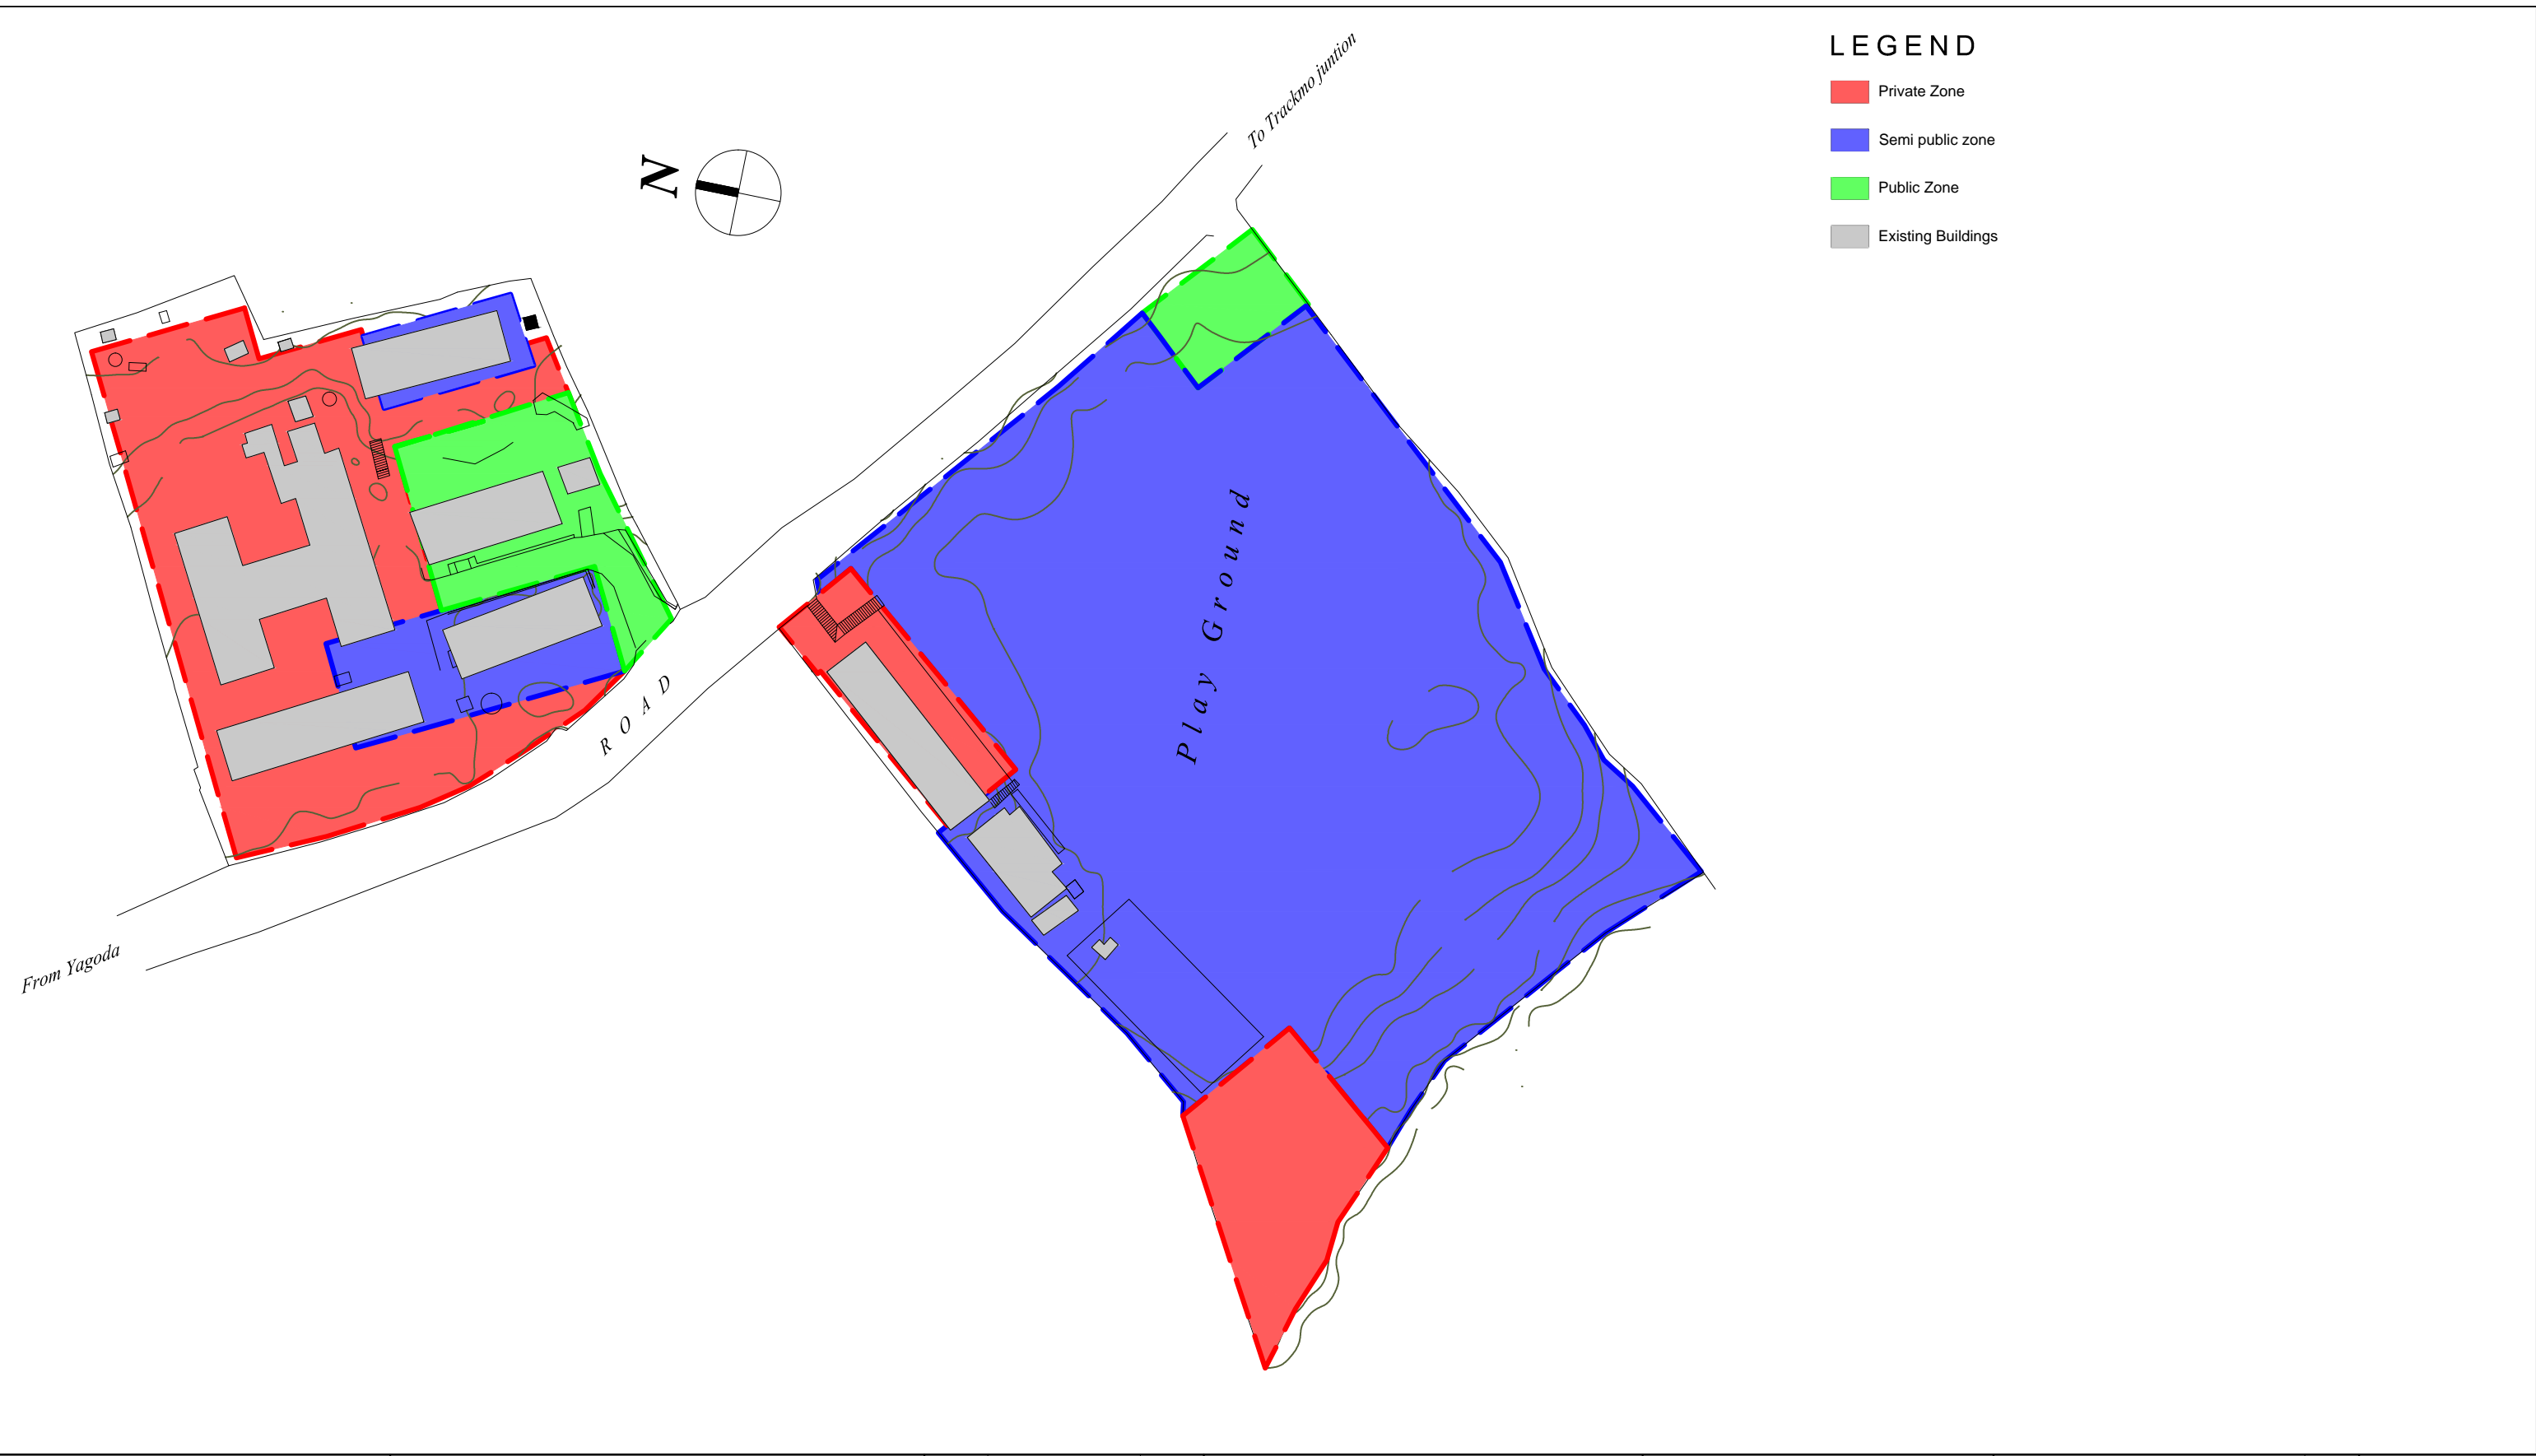 LEGEND
Private Zone
Semi public zone
Public Zone
Existing Buildings
To Trackmo juntion
N
Play Ground
ROAD
From Yagoda